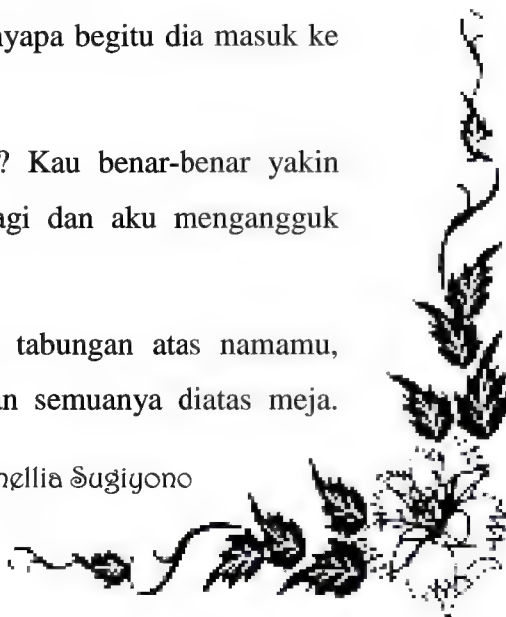 nyapa begitu dia masuk ke
? Kau benar-benar yakin
agi dan aku mengangguk
tabungan atas namamu,
an semuanya diatas meja.
nellia Sugiyono